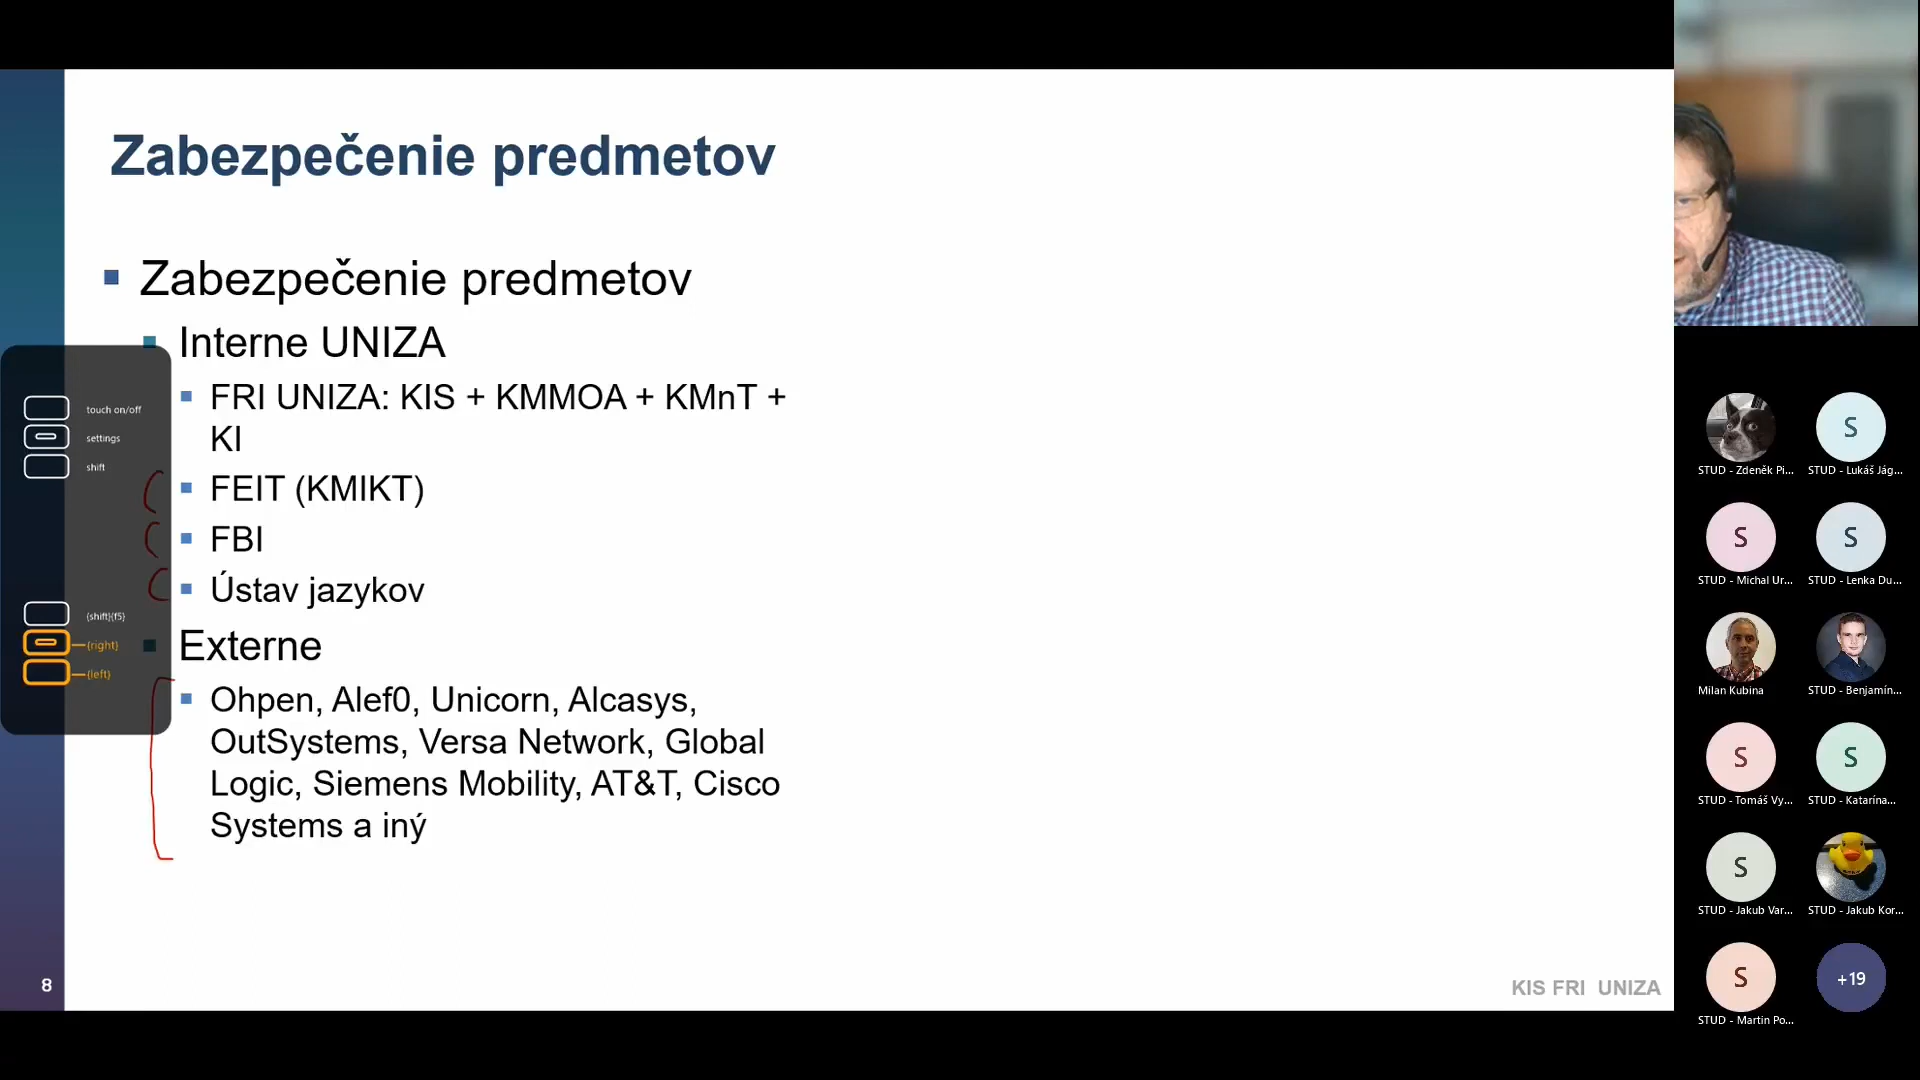 Zabezpečenie predmetov
Zabezpečenie predmetov
Interne UNIZA
FRI UNIZA: KIS + KMMOA + KMnT +
KI
FEIT (KMIKT)
FBI
Ústav jazykov
Externe
Ohpen, Alef0, Unicorn, Alcasys,
OutSystems, Versa Network, Global
Logic, Siemens Mobility, AT&T, Cisco
Systems a iný
touch on/off
settings
shift
{shift}{f5}
{right}
{left}
8
KIS FRI UNIZA
STUD - Zdeněk Pi...
S
STUD - Lukáš Jág...
S
STUD - Michal Ur...
S
STUD - Lenka Du...
Milan Kubina
STUD - Benjamín...
S
STUD - Tomáš Vy...
S
STUD - Katarína...
S
STUD - Jakub Var...
STUD - Jakub Kor...
S
STUD - Martin Po...
+19